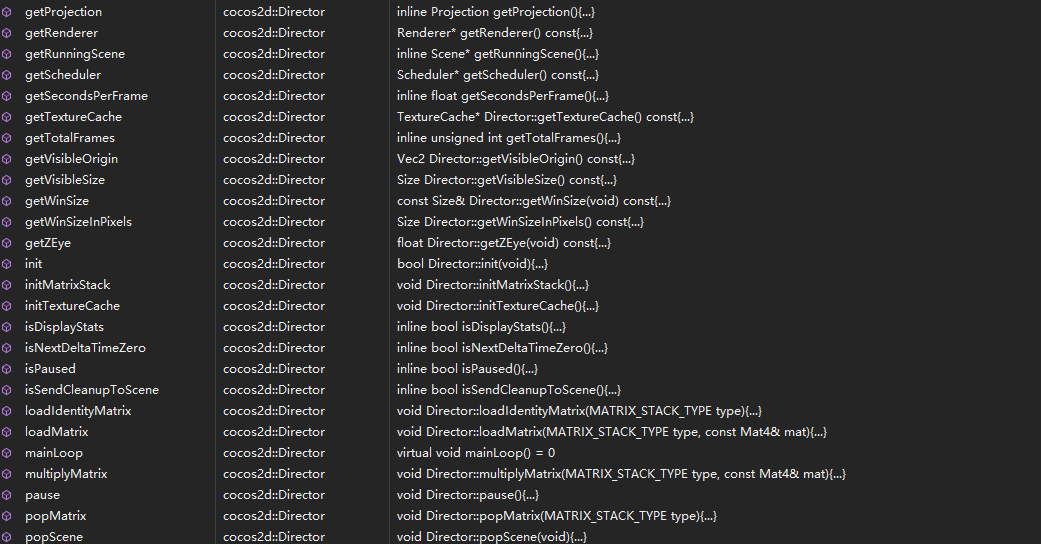 getProjection cocos2d::Director inline Projection getProjection(){...}
getRenderer cocos2d::Director Renderer* getRenderer() const{...}
getRunningScene cocos2d::Director inline Scene* getRunningScene(){...}
getScheduler cocos2d::Director Scheduler* getScheduler() const{...}
getSecondsPerFrame cocos2d::Director inline float getSecondsPerFrame(){...}
getTextureCache cocos2d::Director TextureCache* Director::getTextureCache() const{...}
getTotalFrames cocos2d::Director inline unsigned int getTotalFrames(){...}
getVisibleOrigin cocos2d::Director Vec2 Director::getVisibleOrigin() const{...}
getVisibleSize cocos2d::Director Size Director::getVisibleSize() const{...}
getWinSize cocos2d::Director const Size& Director::getWinSize(void) const{...}
getWinSizeInPixels cocos2d::Director Size Director::getWinSizeInPixels() const{...}
getZEye cocos2d::Director float Director::getZEye(void) const{...}
init cocos2d::Director bool Director::init(void){...}
initMatrixStack cocos2d::Director void Director::initMatrixStack(){...}
initTextureCache cocos2d::Director void Director::initTextureCache(){...}
isDisplayStats cocos2d::Director inline bool isDisplayStats(){...}
isNextDeltaTimeZero cocos2d::Director inline bool isNextDeltaTimeZero(){...}
isPaused cocos2d::Director inline bool isPaused(){...}
isSendCleanupToScene cocos2d::Director inline bool isSendCleanupToScene(){...}
loadIdentityMatrix cocos2d::Director void Director::loadIdentityMatrix(MATRIX_STACK_TYPE type){...}
loadMatrix cocos2d::Director void Director::loadMatrix(MATRIX_STACK_TYPE type, const Mat4& mat){...}
mainLoop cocos2d::Director virtual void mainLoop() = 0
multiplyMatrix cocos2d::Director void Director::multiplyMatrix(MATRIX_STACK_TYPE type, const Mat4& mat){...}
pause cocos2d::Director void Director::pause(){...}
popMatrix cocos2d::Director void Director::popMatrix(MATRIX_STACK_TYPE type){...}
popScene cocos2d::Director void Director::popScene(void){...}